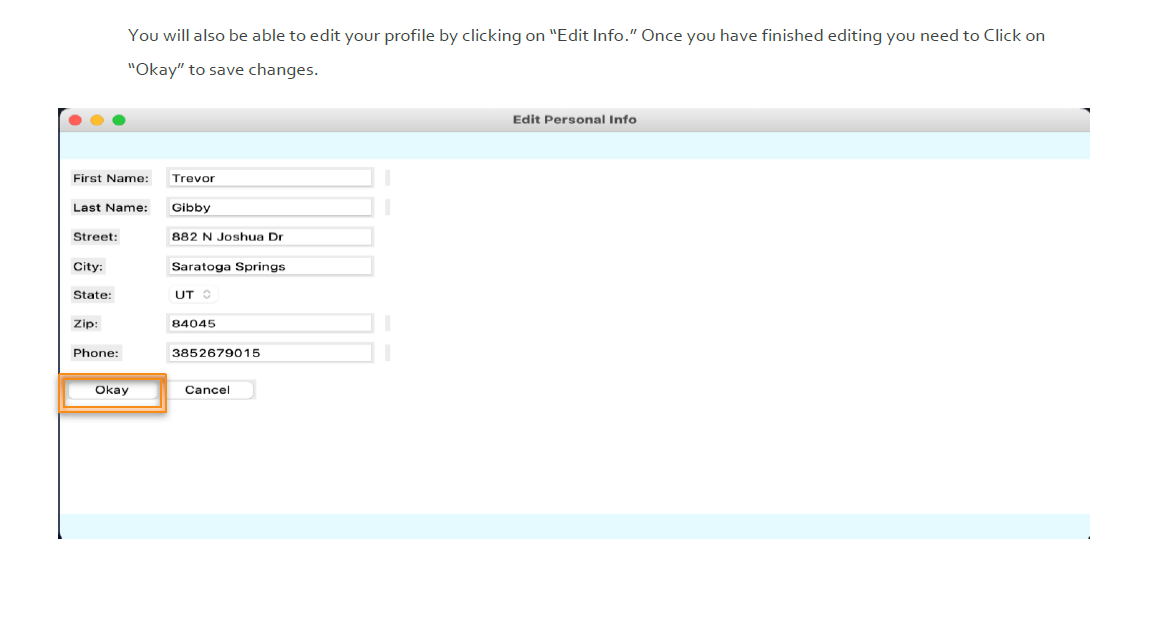 You will also be able to edit your profile by clicking on “Edit Info.” Once you have finished editing you need to Click on
“Okay” to save changes.
Edit Personal Info
First Name: Trevor
Last Name: Gibby
Street: 882 N Joshua Dr
City: Saratoga Springs
State: UT
Zip: 84045
Phone: 3852679015
Okay Cancel